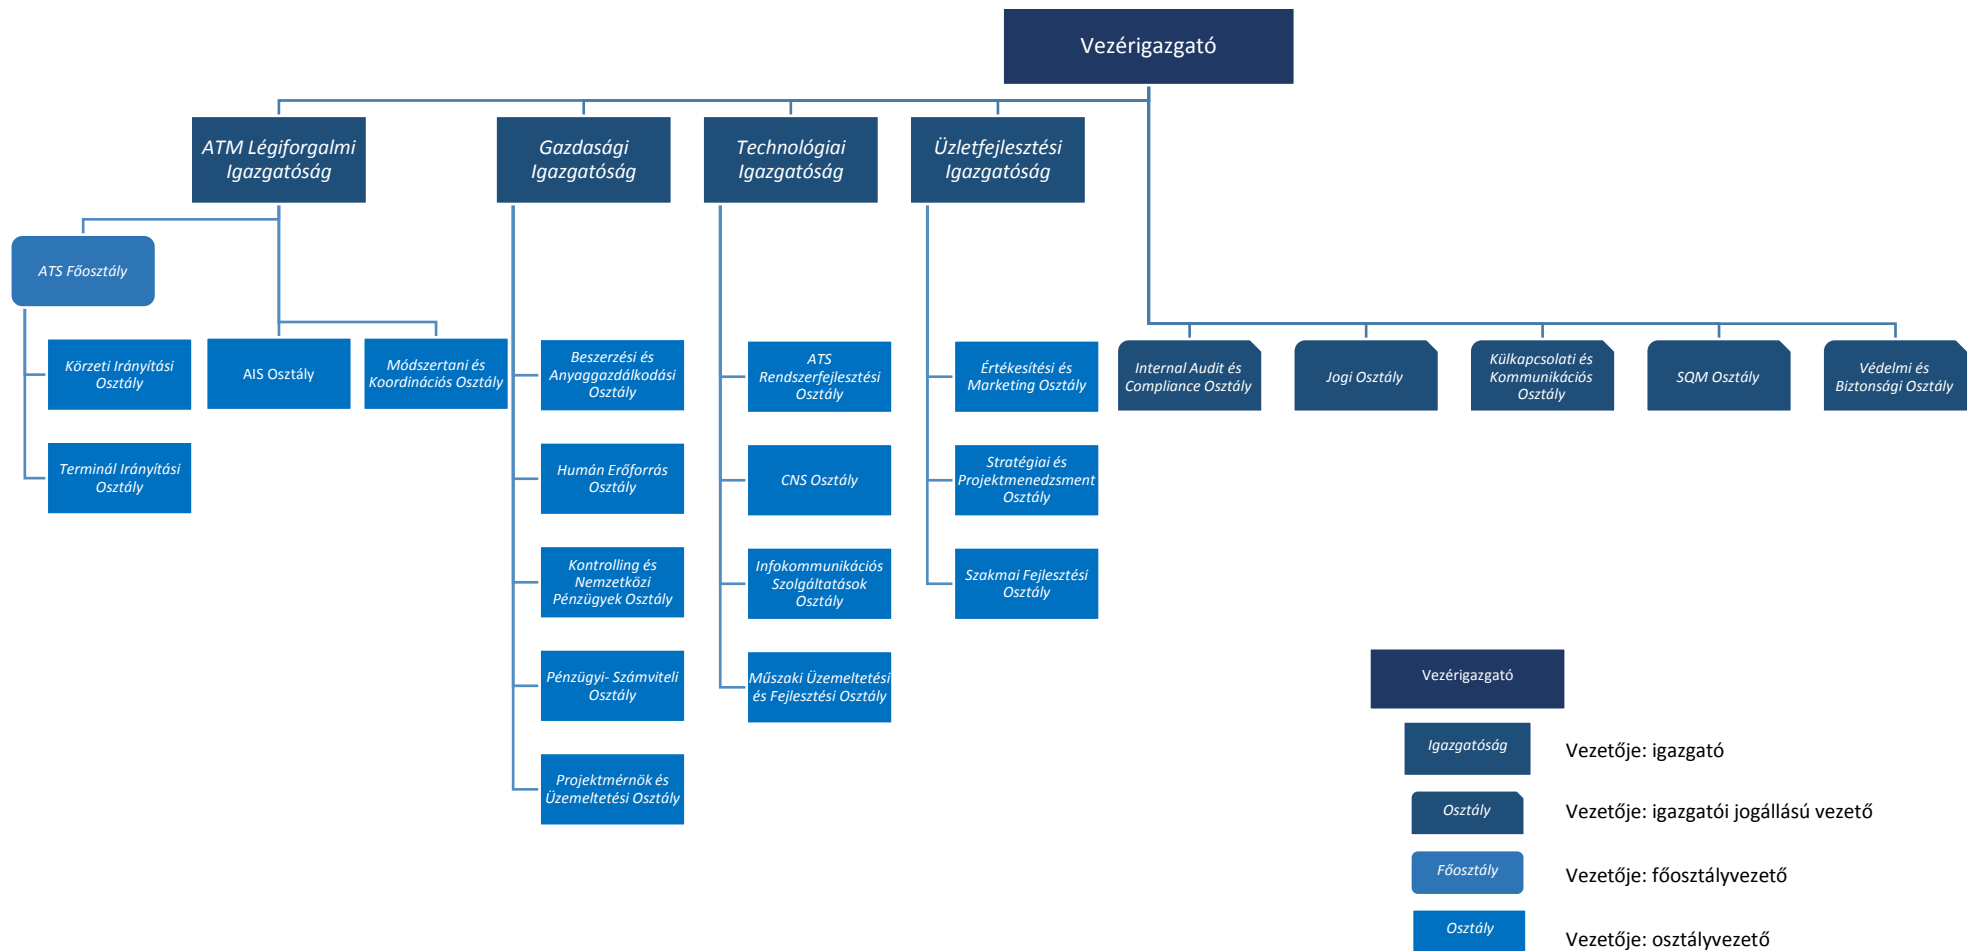 Vezérigazgató
ATM Légiforgalmi
Igazgatóság
Gazdasági
Igazgatóság
Technológiai
Igazgatóság
Üzletfejlesztési
Igazgatóság
ATS Főosztály
Körzeti Irányítási
Osztály
Terminál Irányítási
Osztály
AIS Osztály
Módszertani és
Koordinációs Osztály
Beszerzési és
Anyaggazdálkodási
Osztály
Humán Erőforrás
Osztály
Kontrolling és
Nemzetközi
Pénzügyek Osztály
Pénzügyi- Számviteli
Osztály
Projektmérnök és
Üzemeltetési Osztály
ATS
Rendszerfejlesztési
Osztály
CNS Osztály
Infokommunikációs
Szolgáltatások
Osztály
Műszaki Üzemeltetési
és Fejlesztési Osztály
Értékesítési és
Marketing Osztály
Stratégiai és
Projektmenedzsment
Osztály
Szakmai Fejlesztési
Osztály
Internal Audit és
Compliance Osztály
Jogi Osztály
Külkapcsolati és
Kommunikációs
Osztály
SQM Osztály
Védelmi és
Biztonsági Osztály
Vezérigazgató
Igazgatóság
Vezetője: igazgató
Osztály
Vezetője: igazgatói jogállású vezető
Főosztály
Vezetője: főosztályvezető
Osztály
Vezetője: osztályvezető